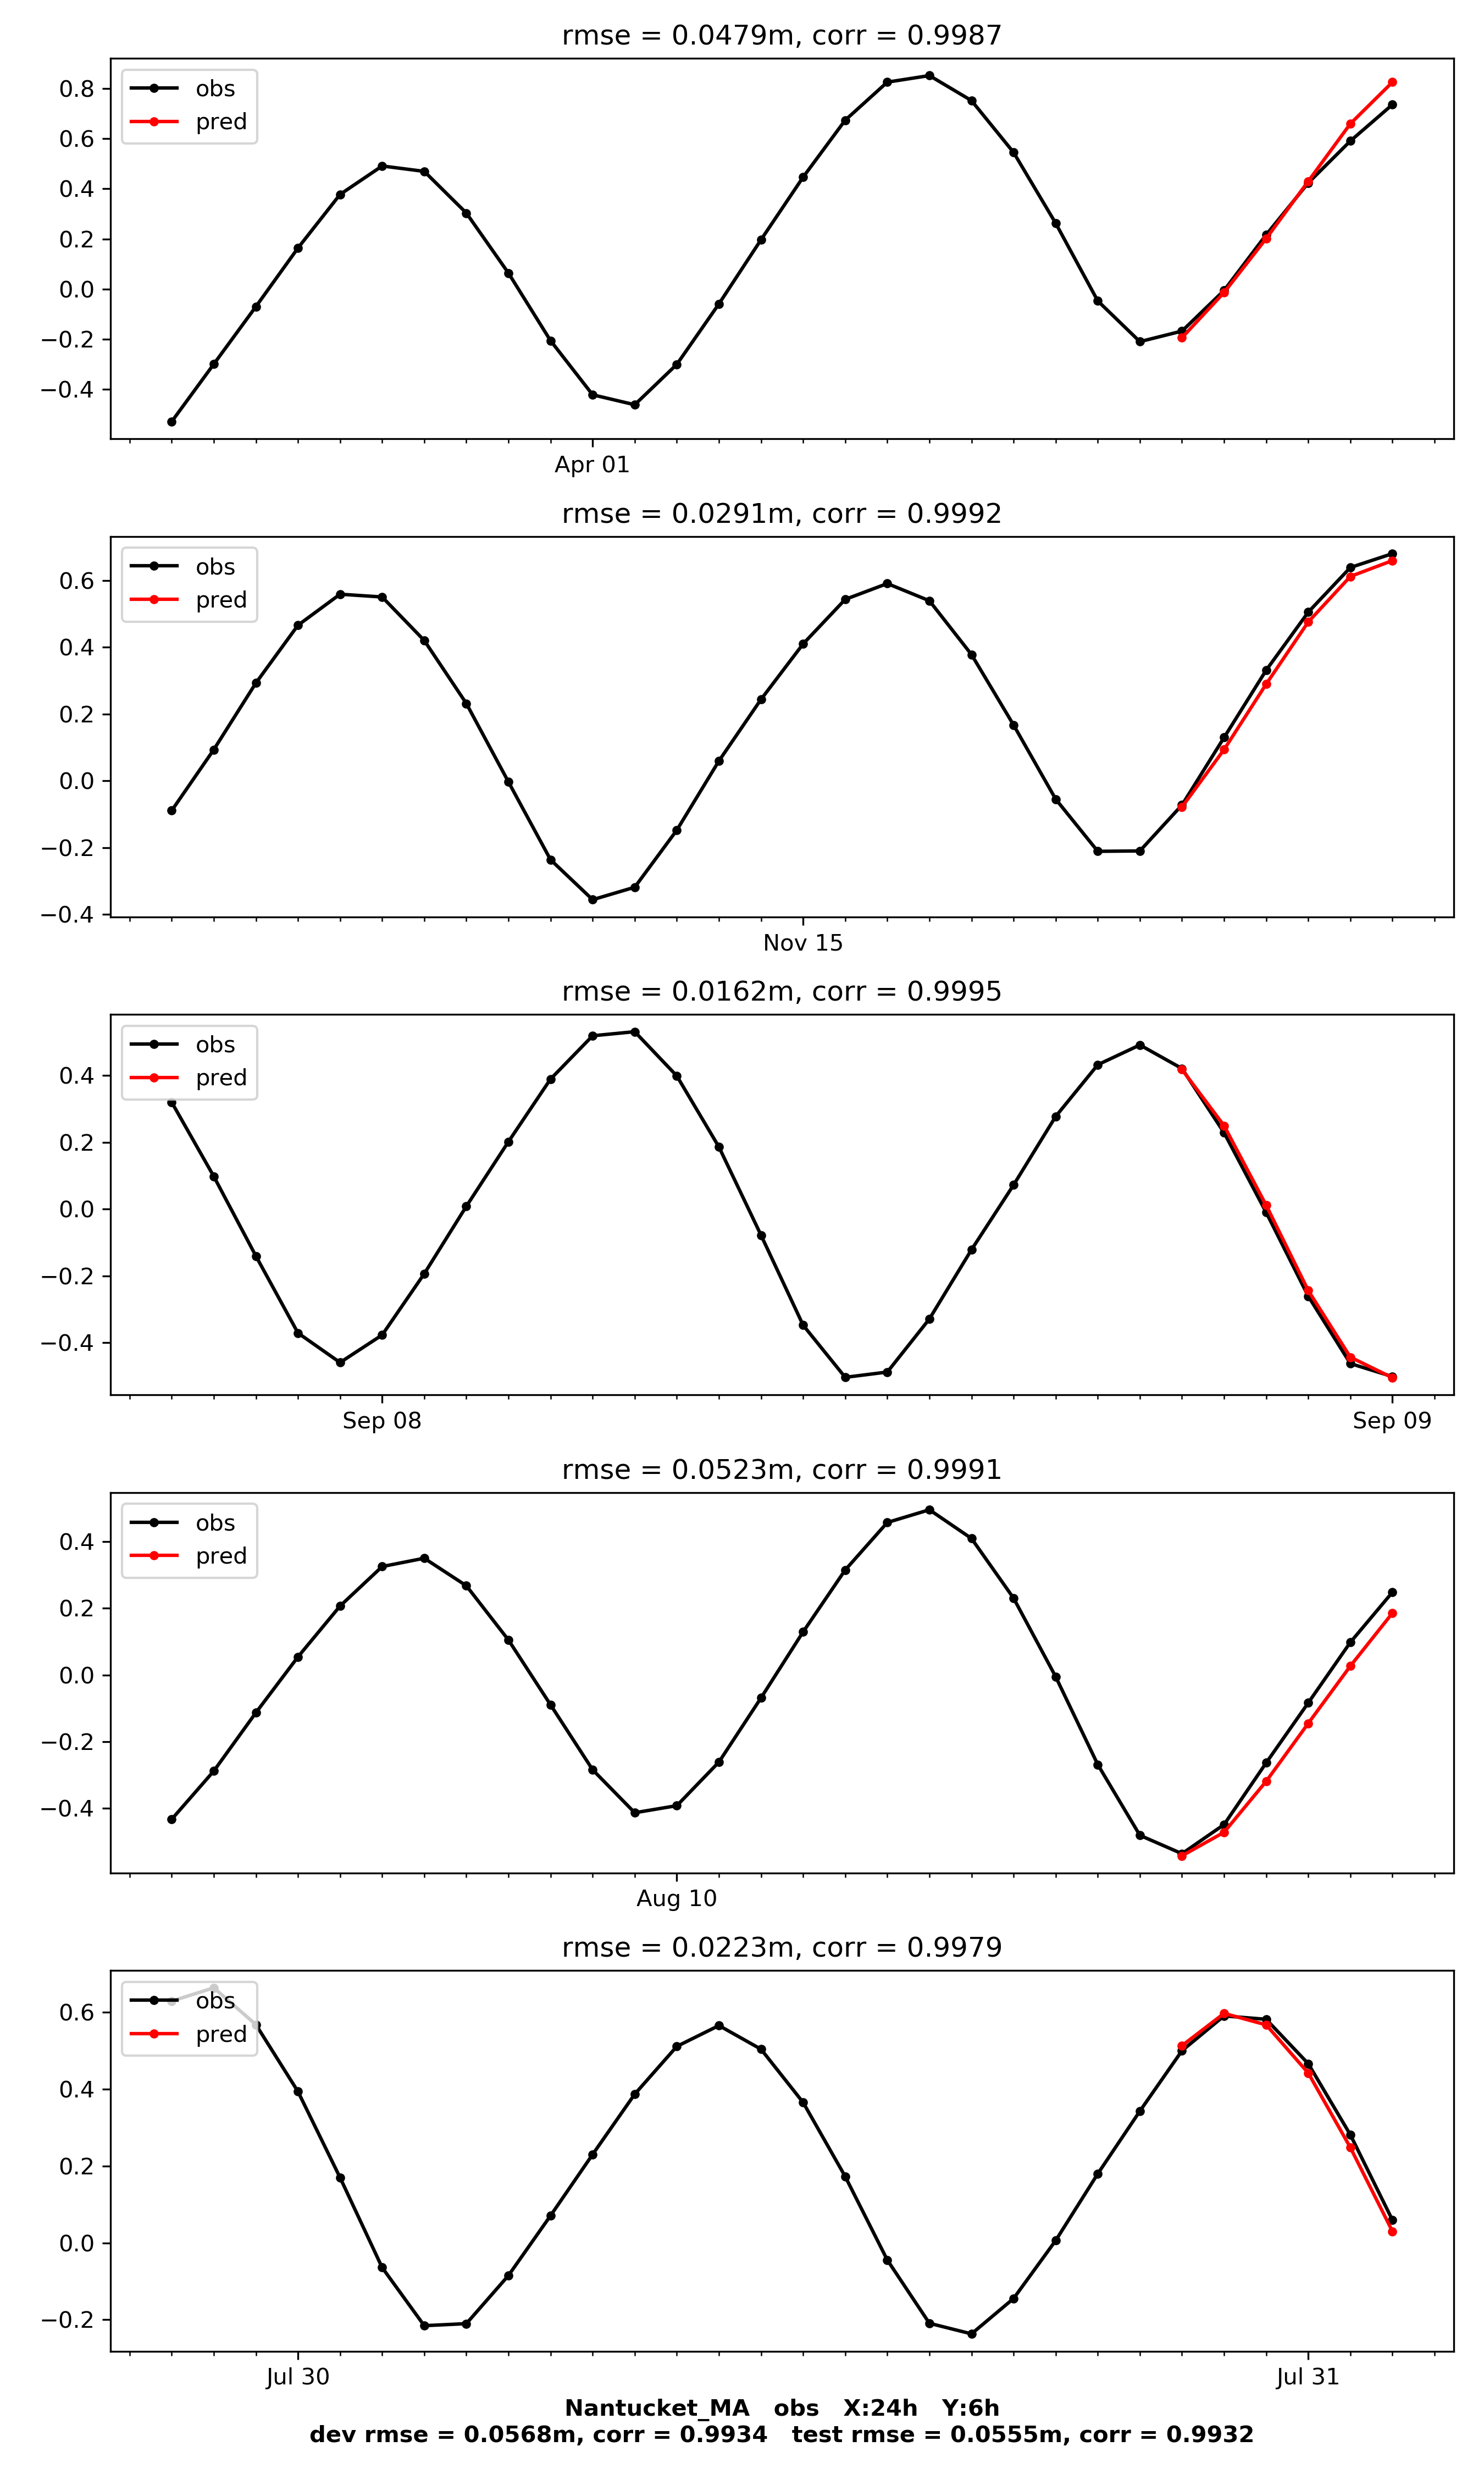 rmse = 0.0479m, corr = 0.9987
obs
pred
0.8
0.6
0.4
0.2
0.0
−0.2
−0.4
Apr 01
rmse = 0.0291m, corr = 0.9992
obs
pred
0.6
0.4
0.2
0.0
−0.2
−0.4
Nov 15
rmse = 0.0162m, corr = 0.9995
obs
pred
0.4
0.2
0.0
−0.2
−0.4
Sep 08 Sep 09
rmse = 0.0523m, corr = 0.9991
obs
pred
0.4
0.2
0.0
−0.2
−0.4
Aug 10
rmse = 0.0223m, corr = 0.9979
obs
pred
0.6
0.4
0.2
0.0
−0.2
Jul 30 Jul 31
Nantucket_MA obs X:24h Y:6h
dev rmse = 0.0568m, corr = 0.9934 test rmse = 0.0555m, corr = 0.9932